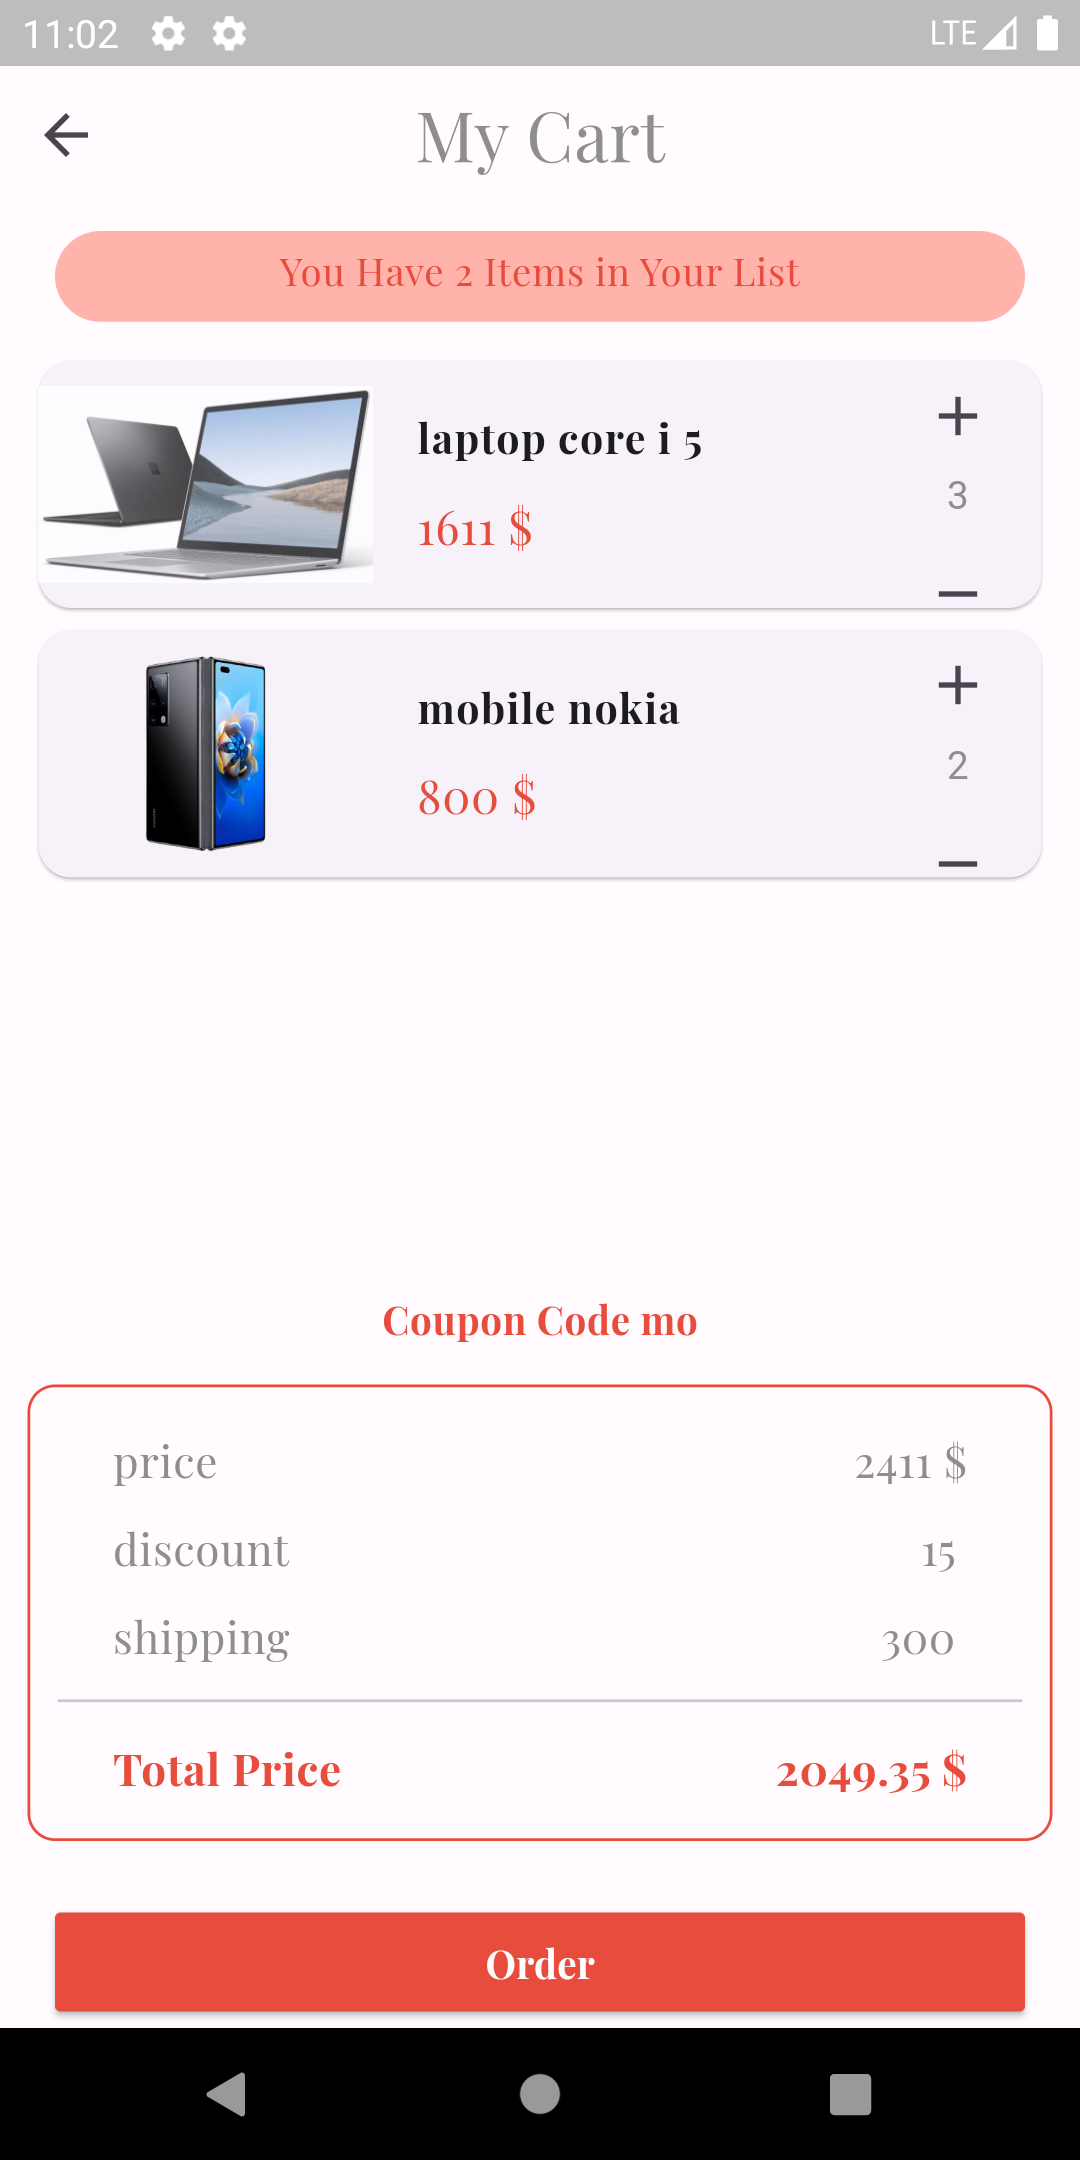 11:02
LTE
My Cart
You Have 2 Items in Your List
laptop core i 5
1611 $
3
mobile nokia
800 $
2
Coupon Code mo
price 2411 $
discount 15
shipping 300
Total Price 2049.35 $
Order